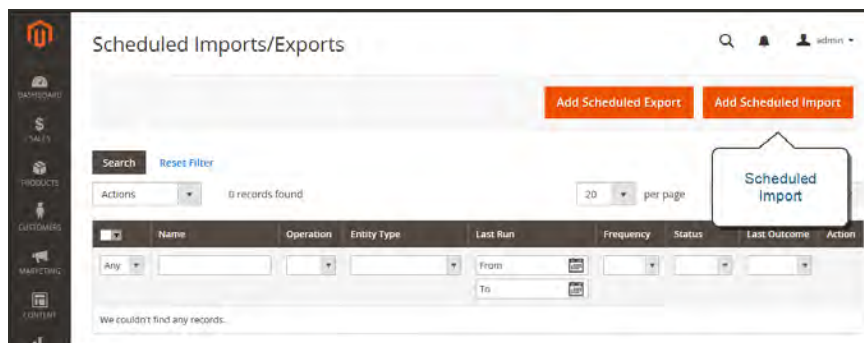 Scheduled Imports/Exports
admin
DASHBOARD
Add Scheduled Export
Add Scheduled Import
$
SALES
Search
Reset Filter
PRODUCTS
Actions
0 records found
20
per page
Scheduled
Import
CUSTOMERS
Name
Operation
Entity Type
Last Run
Frequency
Status
Last Outcome
Action
Any
From
MARKETING
To
CONTENT
We couldn't find any records.